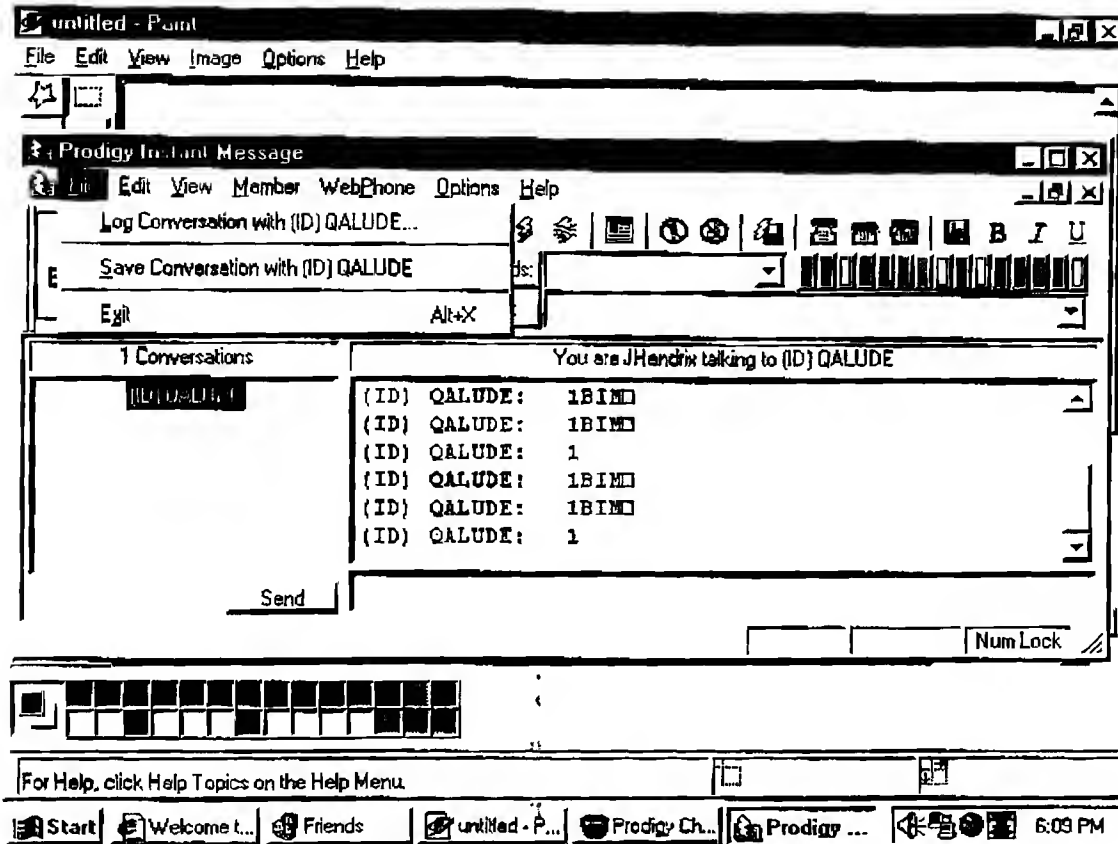 untitled - Paint
File Edit View Image Options Help
Prodigy Instant Message
Edit View Member WebPhone Options Help
Log Conversation with (ID) QALUDE...
Save Conversation with (ID) QALUDE
ds:
E
Exit Alt+X
B I U
1 Conversations
You are JHendrix talking to (ID) QALUDE
(ID) QALUDE
(ID) QALUDE: 1BIM□
(ID) QALUDE: 1BIM□
(ID) QALUDE: 1
(ID) QALUDE: 1BIM□
(ID) QALUDE: 1BIM□
(ID) QALUDE: 1
Send
Num Lock
For Help, click Help Topics on the Help Menu.
Start Welcome t... Friends untitled - P... Prodigy Ch... Prodigy ... 6:09 PM